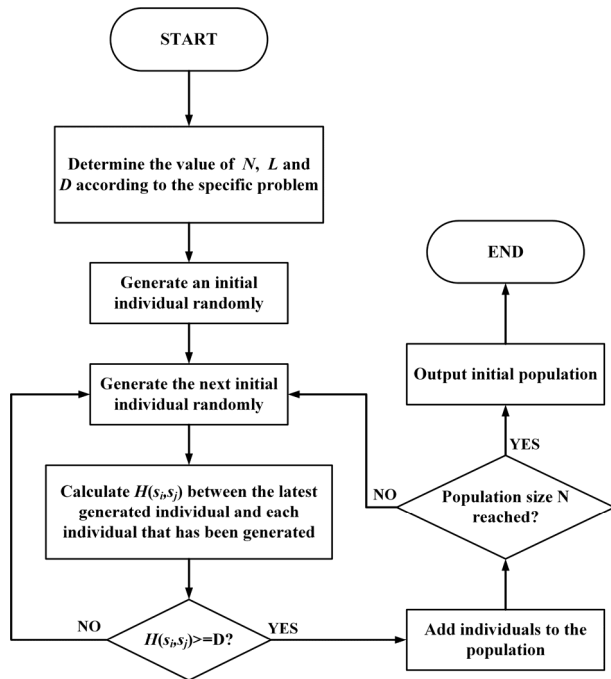 START
Determine the value of N, L and
D according to the specific problem
Generate an initial
individual randomly
Generate the next initial
individual randomly
Calculate H(si,sj) between the latest
generated individual and each
individual that has been generated
NO
H(si,sj)>=D?
YES
Add individuals to the
population
Population size N
reached?
NO
YES
Output initial population
END